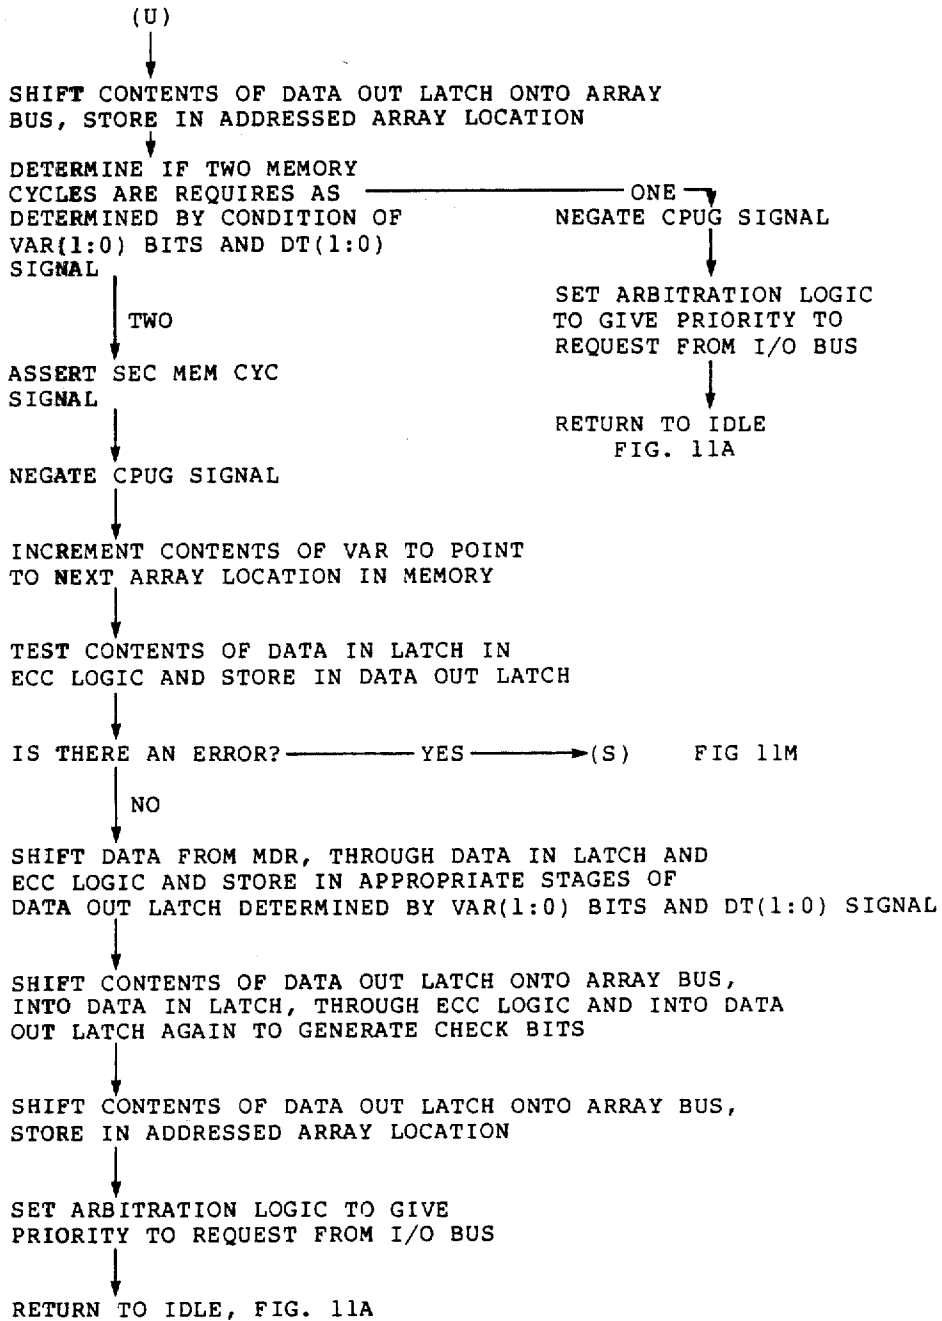 (U)
SHIFT CONTENTS OF DATA OUT LATCH ONTO ARRAY
BUS, STORE IN ADDRESSED ARRAY LOCATION
DETERMINE IF TWO MEMORY
CYCLES ARE REQUIRES AS
DETERMINED BY CONDITION OF
VAR(1:0) BITS AND DT(1:0)
SIGNAL
ONE
NEGATE CPUG SIGNAL
SET ARBITRATION LOGIC
TO GIVE PRIORITY TO
REQUEST FROM I/O BUS
RETURN TO IDLE
FIG. 11A
TWO
ASSERT SEC MEM CYC
SIGNAL
NEGATE CPUG SIGNAL
INCREMENT CONTENTS OF VAR TO POINT
TO NEXT ARRAY LOCATION IN MEMORY
TEST CONTENTS OF DATA IN LATCH IN
ECC LOGIC AND STORE IN DATA OUT LATCH
IS THERE AN ERROR? YES (S) FIG 11M
NO
SHIFT DATA FROM MDR, THROUGH DATA IN LATCH AND
ECC LOGIC AND STORE IN APPROPRIATE STAGES OF
DATA OUT LATCH DETERMINED BY VAR(1:0) BITS AND DT(1:0) SIGNAL
SHIFT CONTENTS OF DATA OUT LATCH ONTO ARRAY BUS,
INTO DATA IN LATCH, THROUGH ECC LOGIC AND INTO DATA
OUT LATCH AGAIN TO GENERATE CHECK BITS
SHIFT CONTENTS OF DATA OUT LATCH ONTO ARRAY BUS,
STORE IN ADDRESSED ARRAY LOCATION
SET ARBITRATION LOGIC TO GIVE
PRIORITY TO REQUEST FROM I/O BUS
RETURN TO IDLE, FIG. 11A